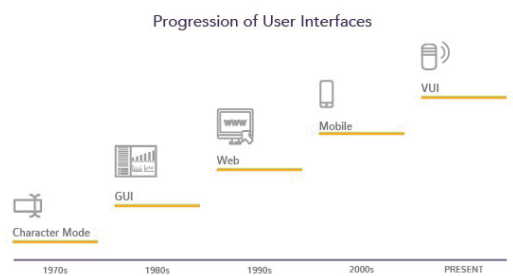 Progression of User Interfaces
VUI
Mobile
www
Web
GUI
Character Mode
1970s 1980s 1990s 2000s PRESENT